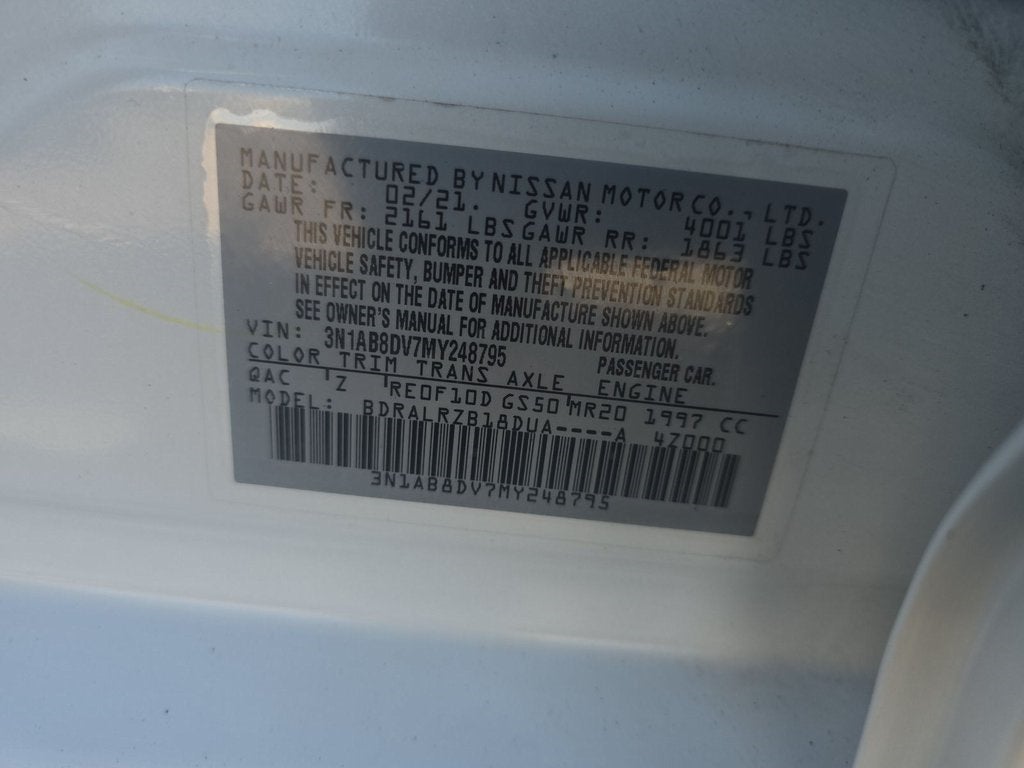 MANUFACTURED BY NISSAN MOTOR CO., LTD.
DATE: 02/21. GVWR: 4001 LBS
GAWR FR: 2161 LBS GAWR RR: 1863 LBS
THIS VEHICLE CONFORMS TO ALL APPLICABLE FEDERAL MOTOR
VEHICLE SAFETY, BUMPER AND THEFT PREVENTION STANDARDS
IN EFFECT ON THE DATE OF MANUFACTURE SHOWN ABOVE.
SEE OWNER'S MANUAL FOR ADDITIONAL INFORMATION.
VIN: 3N1AB8DV7MY248795 PASSENGER CAR.
COLOR TRIM TRANS AXLE ENGINE
QAC Z RE0F10D GS50 MR20 1997 CC
MODEL: BDRALRZB18DUA----A 47000
3N1AB8DV7MY248795